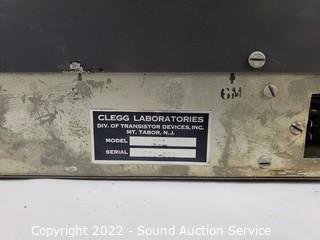 6M
CLEGG LABORATORIES
DIV. OF TRANSISTOR DEVICES, INC.
MT. TABOR, N.J.
MODEL
SERIAL
Copyright 2022 - Sound Auction Service